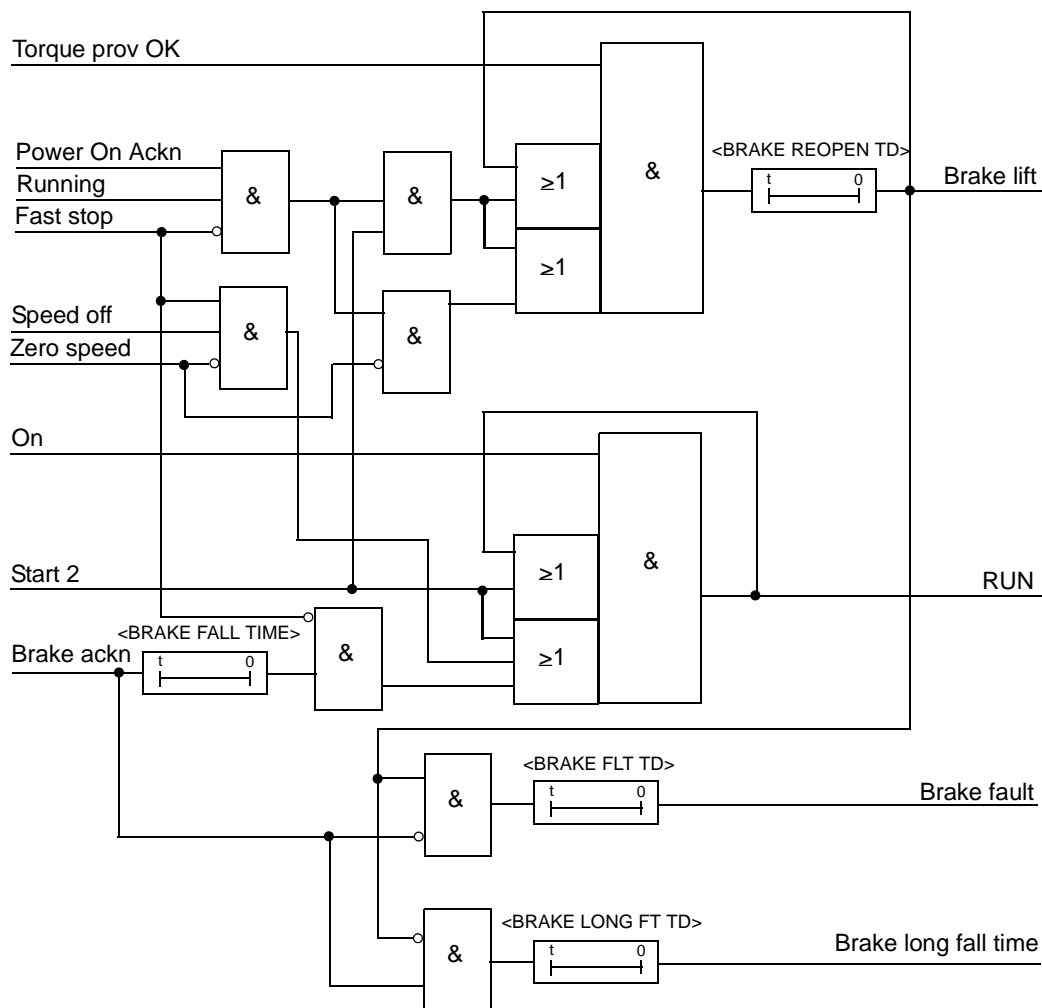 Torque prov OK
Power On Ackn
Running
Fast stop
&
&
≥1
≥1
&
<BRAKE REOPEN TD>
t 0
Brake lift
Speed off
Zero speed
&
&
On
Start 2
≥1
≥1
&
RUN
<BRAKE FALL TIME>
Brake ackn
t 0
&
&
<BRAKE FLT TD>
t 0
Brake fault
&
<BRAKE LONG FT TD>
t 0
Brake long fall time